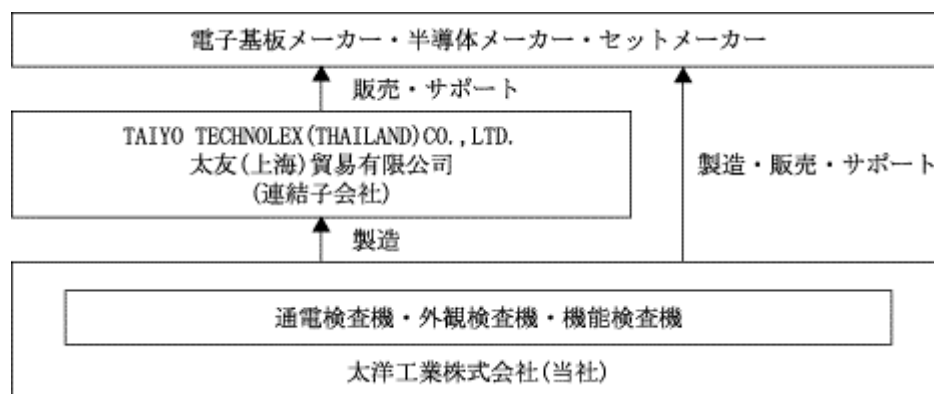 電子基板メーカー・半導体メーカー・セットメーカー
販売・サポート
TAIYO TECHNOLEX(THAILAND)CO.,LTD.
太友(上海)貿易有限公司
(連結子会社)
製造・販売・サポート
製造
通電検査機・外観検査機・機能検査機
太洋工業株式会社(当社)